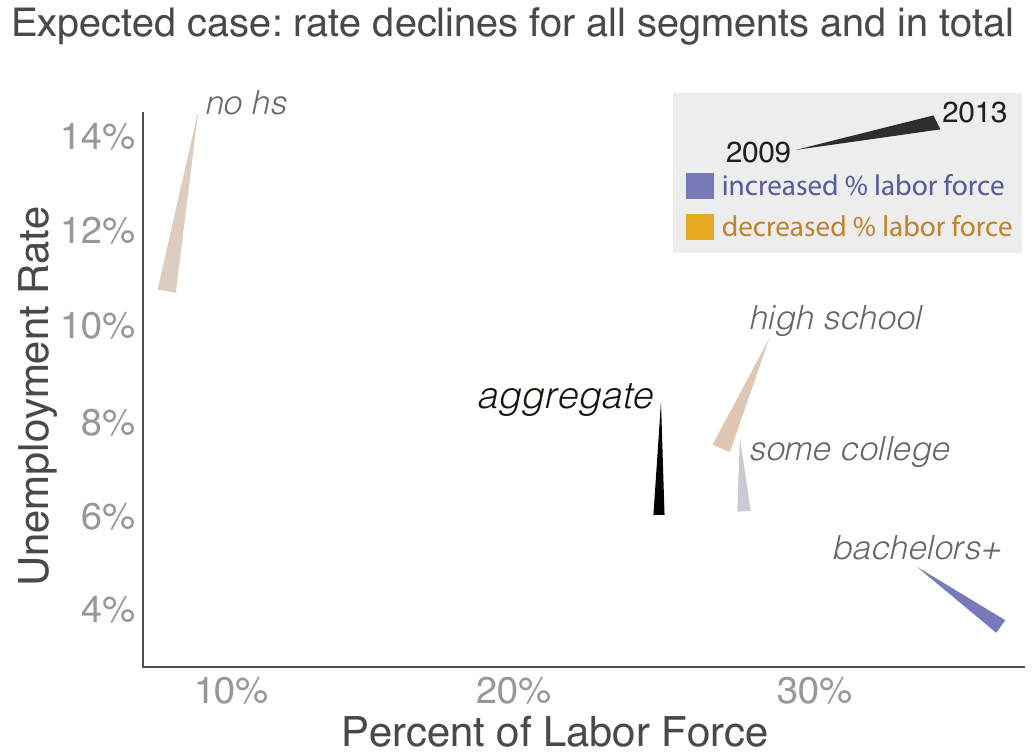 Expected case: rate declines for all segments and in total
no hs
2013
2009
increased % labor force
decreased % labor force
14%
12%
10%
8%
6%
4%
Unemployment Rate
high school
aggregate
some college
bachelors+
10%
20%
30%
Percent of Labor Force